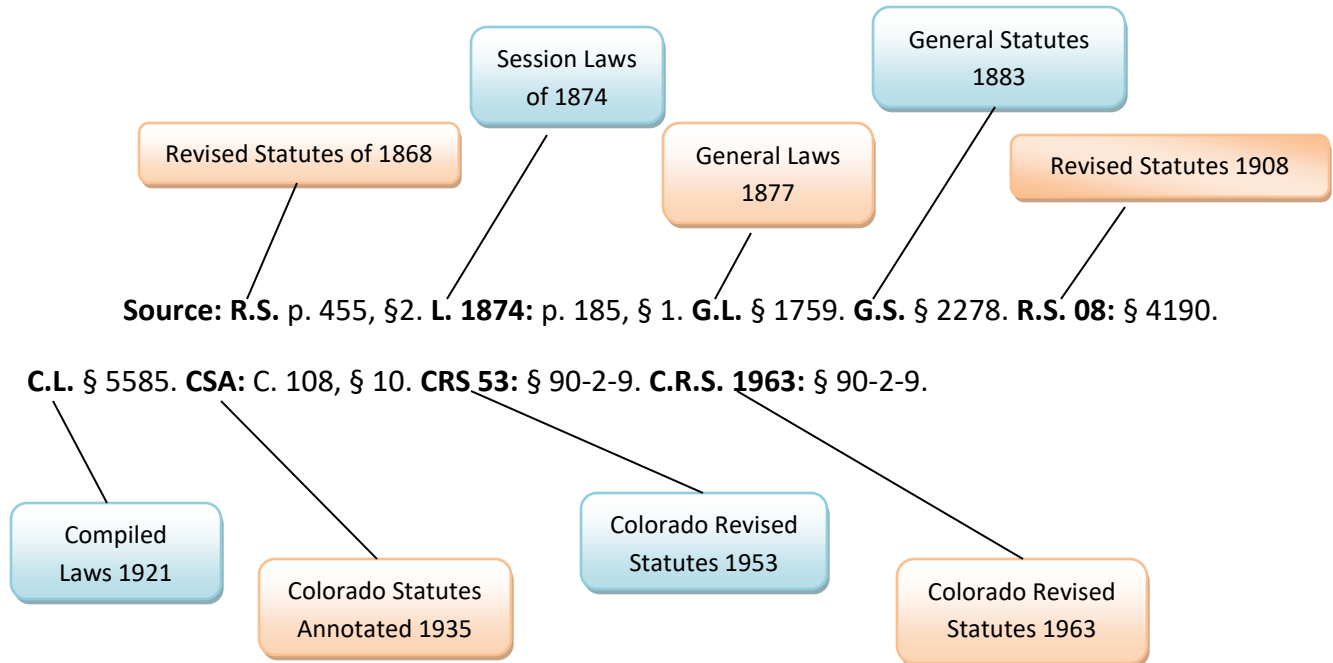 General Statutes
1883
Session Laws
of 1874
Revised Statutes of 1868
General Laws
1877
Revised Statutes 1908
Source: R.S. p. 455, §2. L. 1874: p. 185, § 1. G.L. § 1759. G.S. § 2278. R.S. 08: § 4190.
C.L. § 5585. CSA: C. 108, § 10. CRS 53: § 90-2-9. C.R.S. 1963: § 90-2-9.
Compiled
Laws 1921
Colorado Statutes
Annotated 1935
Colorado Revised
Statutes 1953
Colorado Revised
Statutes 1963